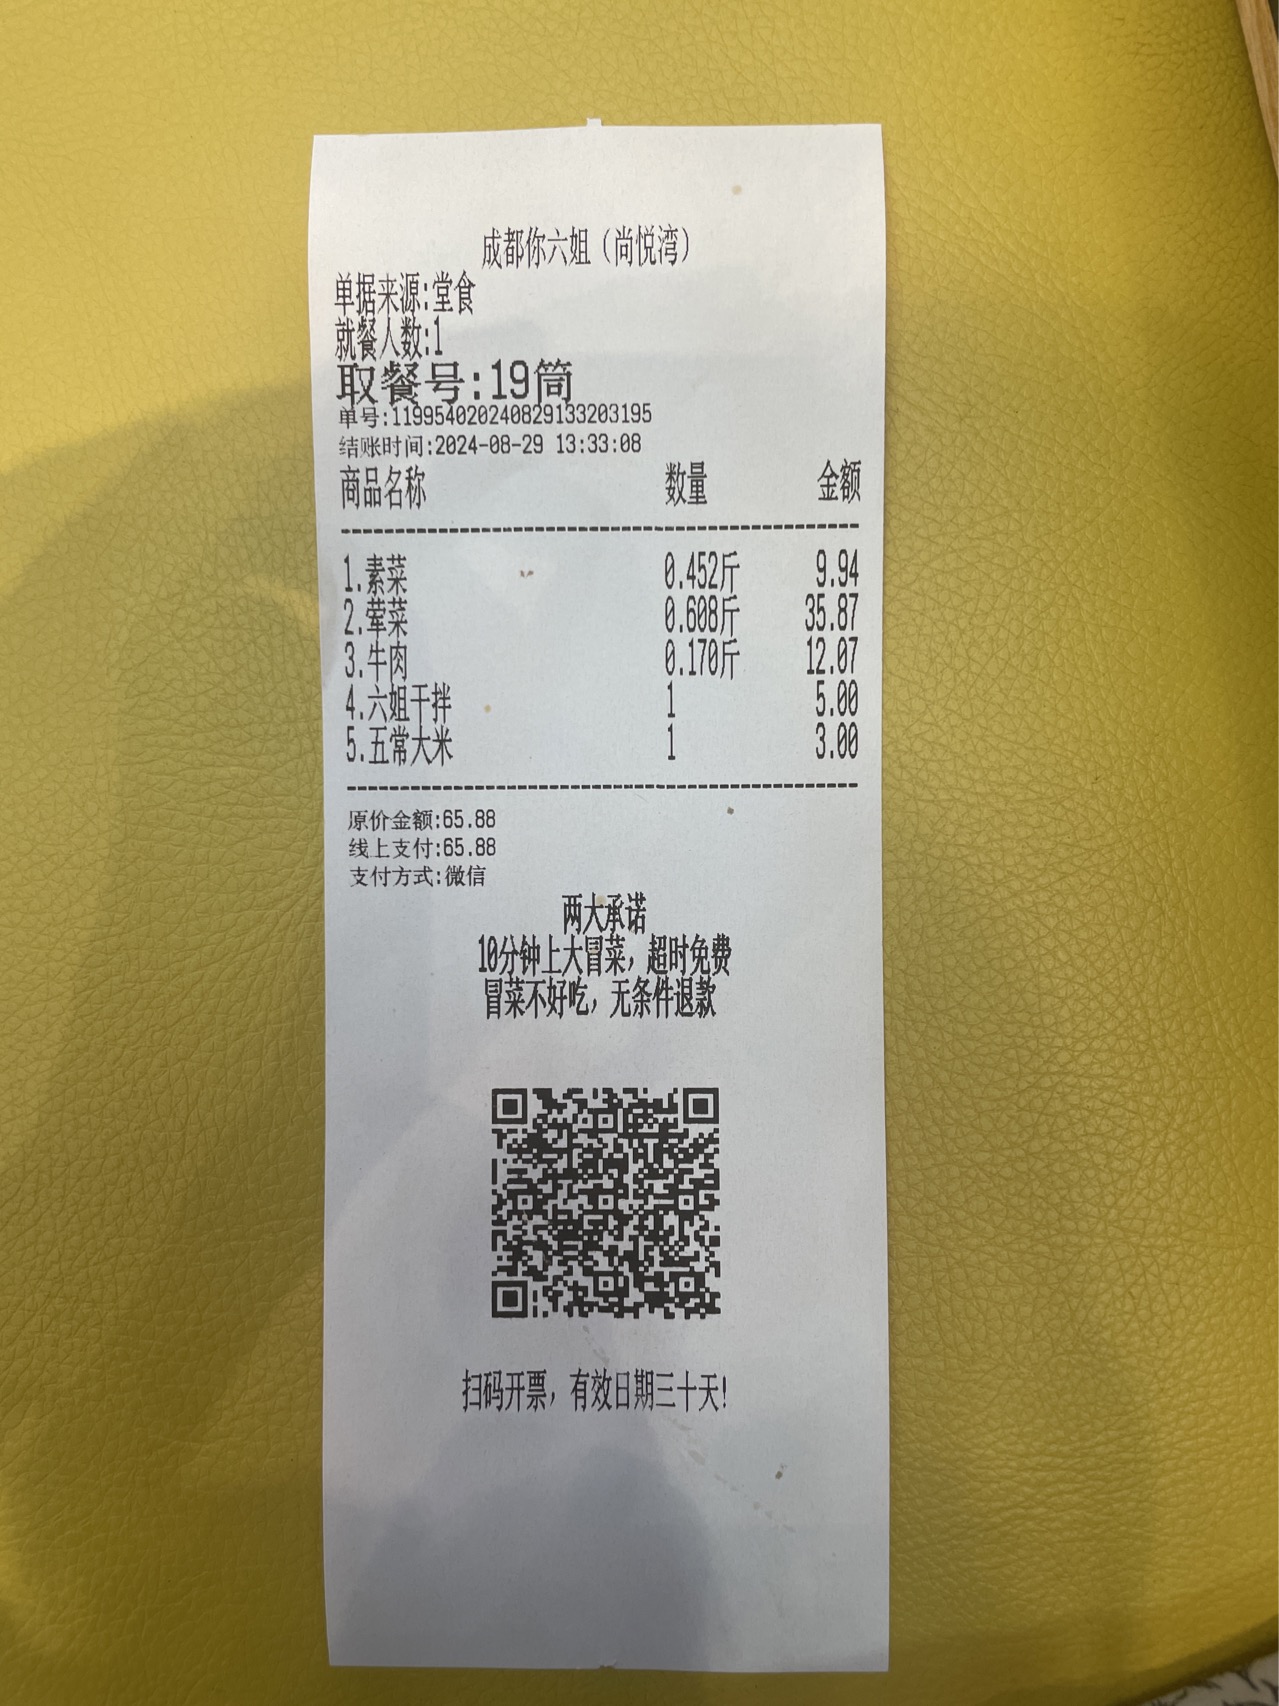 成都你六姐（尚悦湾）
单据来源:堂食
就餐人数:1
取餐号:19筒
单号:11995402024082913320319​5
结账时间:2024-08-29 13:33:08
商品名称 数量 金额
1.素菜 0.452斤 9.94
2.荤菜 0.608斤 35.87
3.牛肉 0.170斤 12.07
4.六姐干拌 1 5.00
5.五常大米 1 3.00
原价金额:65.88
线上支付:65.88
支付方式:微信
两大承诺
10分钟上大冒菜，超时免费
冒菜不好吃，无条件退款
扫码开票，有效日期三十天!